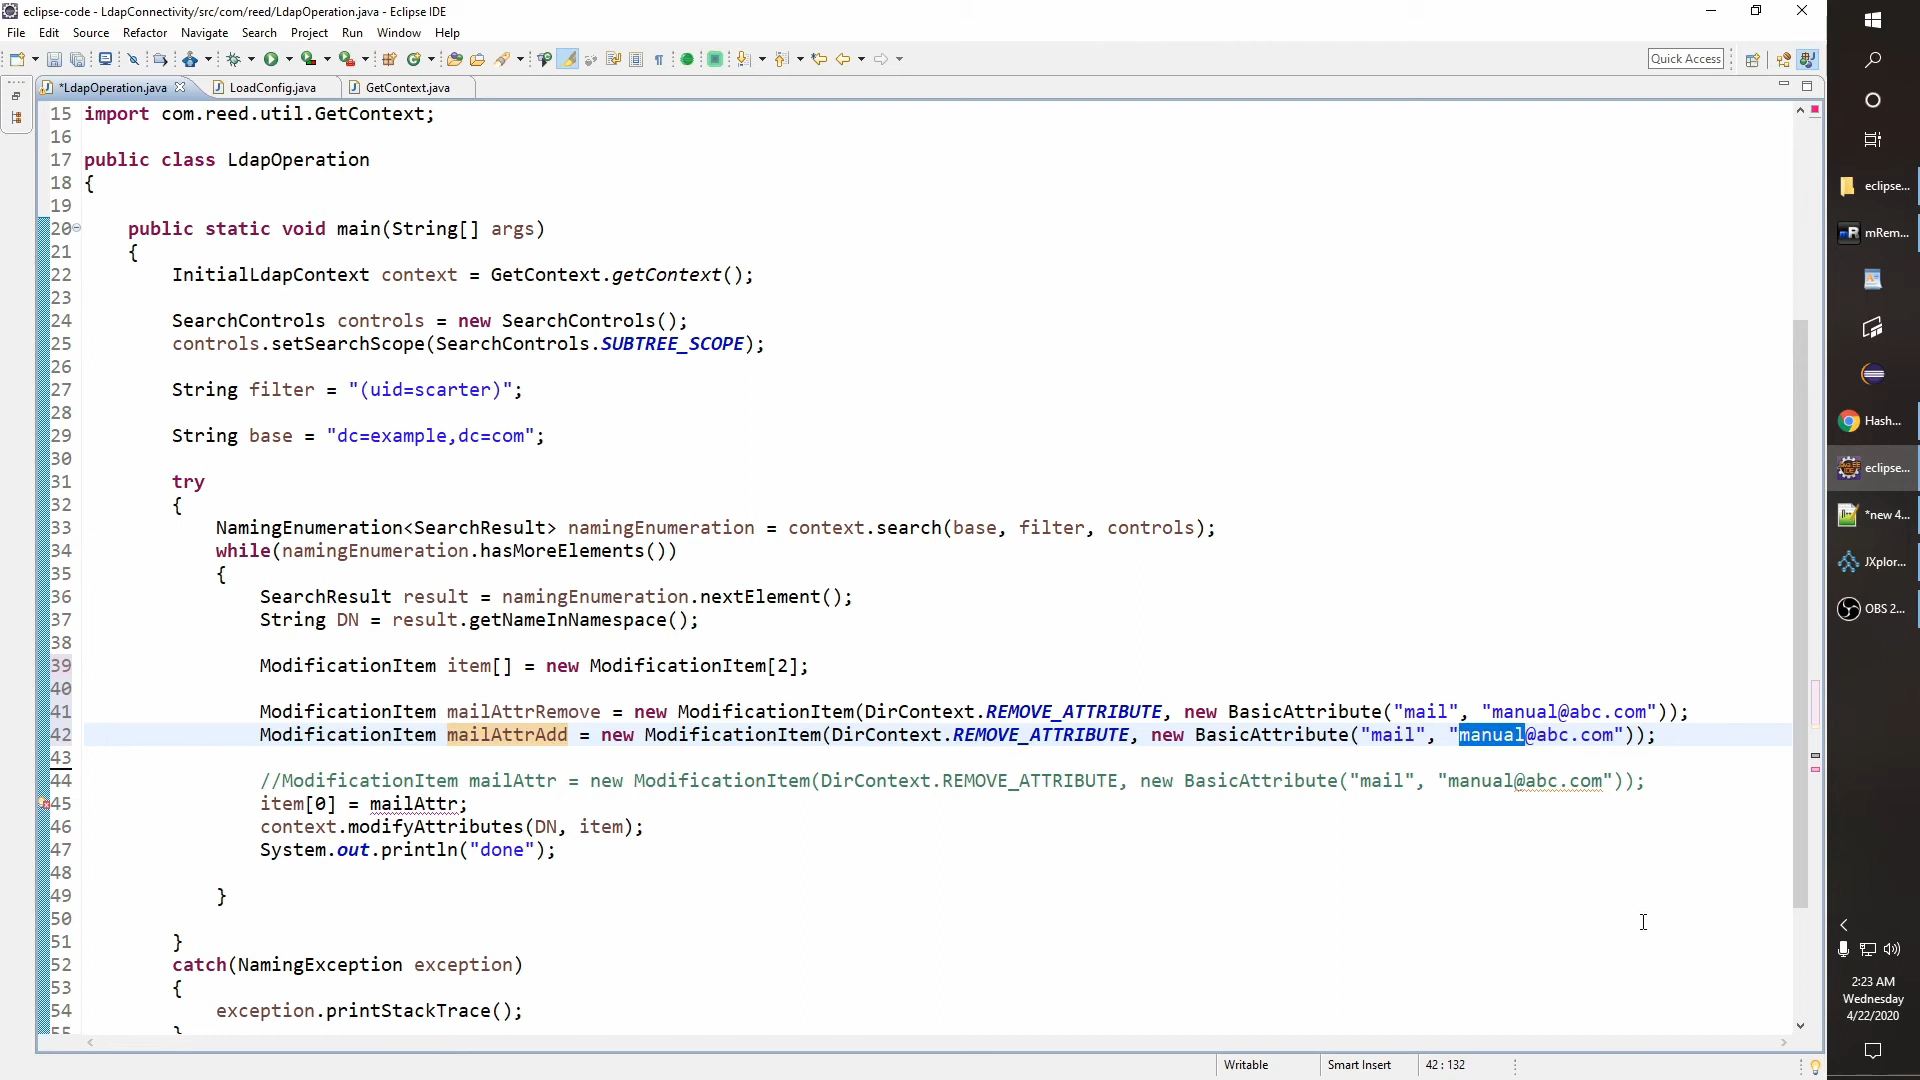 eclipse-code - LdapConnectivity/src/com/reed/LdapOperation.java - Eclipse IDE
File Edit Source Refactor Navigate Search Project Run Window Help
Quick Access
*LdapOperation.java LoadConfig.java GetContext.java
15 import com.reed.util.GetContext;
16
17 public class LdapOperation
18 {
19
20 public static void main(String[] args)
21 {
22 InitialLdapContext context = GetContext.getContext();
23
24 SearchControls controls = new SearchControls();
25 controls.setSearchScope(SearchControls.SUBTREE_SCOPE);
26
27 String filter = "(uid=scarter)";
28
29 String base = "dc=example,dc=com";
30
31 try
32 {
33 NamingEnumeration<SearchResult> namingEnumeration = context.search(base, filter, controls);
34 while(namingEnumeration.hasMoreElements())
35 {
36 SearchResult result = namingEnumeration.nextElement();
37 String DN = result.getNameInNamespace();
38
39 ModificationItem item[] = new ModificationItem[2];
40
41 ModificationItem mailAttrRemove = new ModificationItem(DirContext.REMOVE_ATTRIBUTE, new BasicAttribute("mail", "manual@abc.com"));
42 ModificationItem mailAttrAdd = new ModificationItem(DirContext.REMOVE_ATTRIBUTE, new BasicAttribute("mail", "manual@abc.com"));
43
44 //ModificationItem mailAttr = new ModificationItem(DirContext.REMOVE_ATTRIBUTE, new BasicAttribute("mail", "manual@abc.com"));
45 item[0] = mailAttr;
46 context.modifyAttributes(DN, item);
47 System.out.println("done");
48
49 }
50
51 }
52 catch(NamingException exception)
53 {
54 exception.printStackTrace();
55 }
Writable Smart Insert 42 : 132
eclipse...
mRem...
Hash...
eclipse...
*new 4...
JXplor...
OBS 2...
2:23 AM
Wednesday
4/22/2020